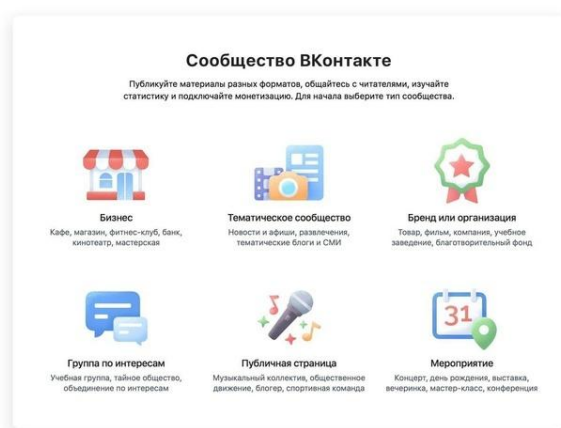 Сообщество ВКонтакте
Публикуйте материалы разных форматов, общайтесь с читателями, изучайте
статистику и подключайте монетизацию. Для начала выберите тип сообщества.
Бизнес
Кафе, магазин, фитнес-клуб, банк,
кинотеатр, мастерская
Тематическое сообщество
Новости и афиши, развлечения,
тематические блоги и СМИ
Бренд или организация
Товар, фильм, компания, учебное
заведение, благотворительный фонд
31
Группа по интересам
Учебная группа, тайное общество,
объединение по интересам
Публичная страница
Музыкальный коллектив, общественное
движение, блогер, спортивная команда
Мероприятие
Концерт, день рождения, выставка,
вечеринка, мастер-класс, конференция